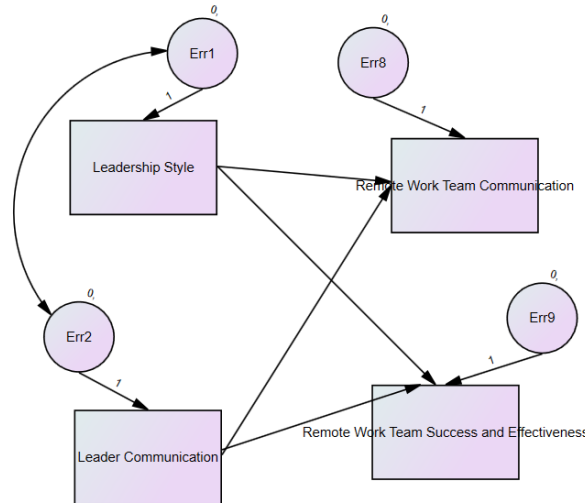 0,
Err1
1
0,
Err8
1
Leadership Style
Remote Work Team Communication
0,
Err2
1
0,
Err9
1
Leader Communication
Remote Work Team Success and Effectiveness